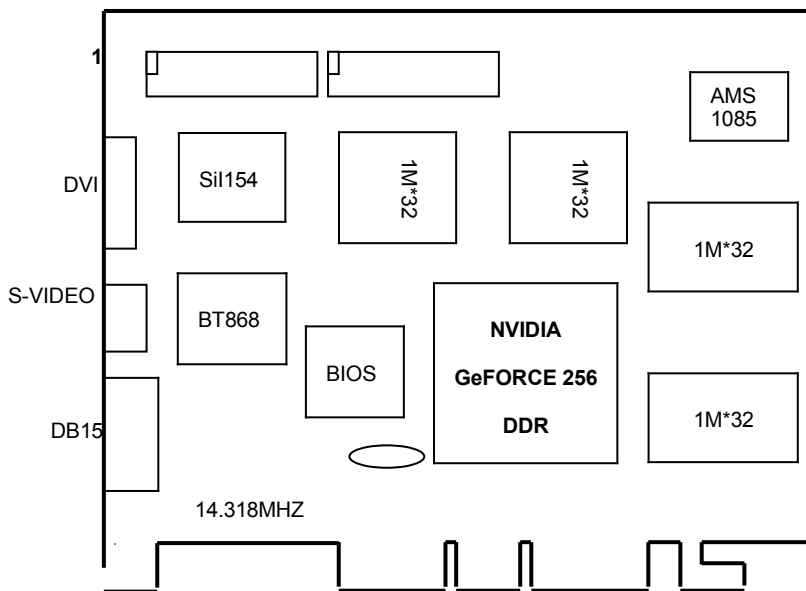 1
AMS
1085
DVI
SiI154
1M*32
1M*32
1M*32
S-VIDEO
BT868
BIOS
NVIDIA
GeFORCE 256
DDR
DB15
1M*32
14.318MHZ